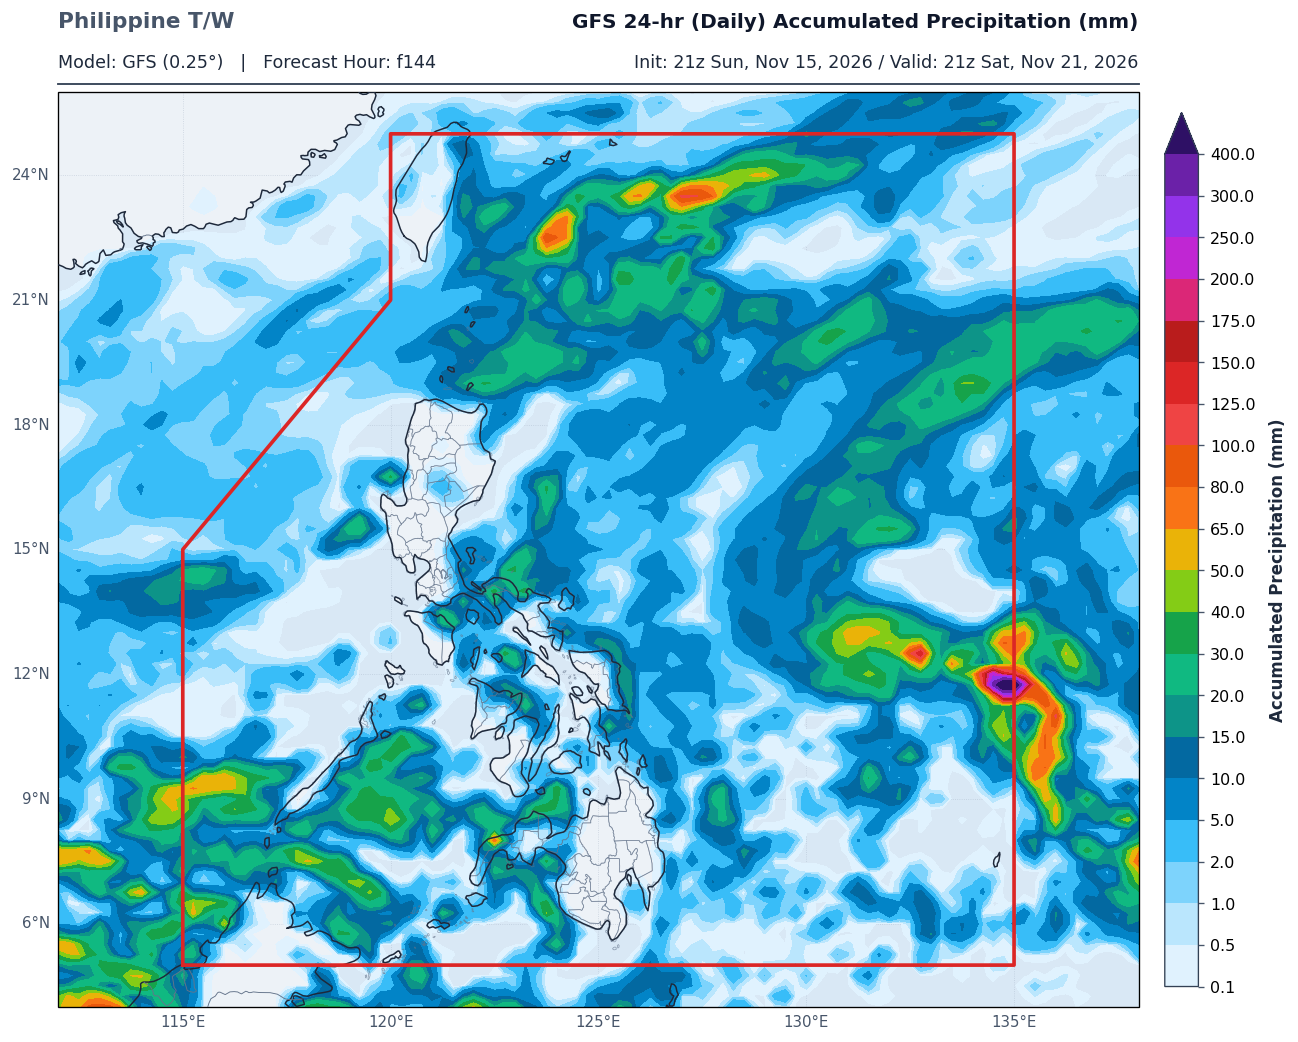 Philippine T/W
GFS 24-hr (Daily) Accumulated Precipitation (mm)
Model: GFS (0.25°) | Forecast Hour: f144
Init: 21z Sun, Nov 15, 2026 / Valid: 21z Sat, Nov 21, 2026
24°N
21°N
18°N
15°N
12°N
9°N
6°N
115°E
120°E
125°E
130°E
135°E
400.0
300.0
250.0
200.0
175.0
150.0
125.0
100.0
80.0
65.0
50.0
40.0
30.0
20.0
15.0
10.0
5.0
2.0
1.0
0.5
0.1
Accumulated Precipitation (mm)